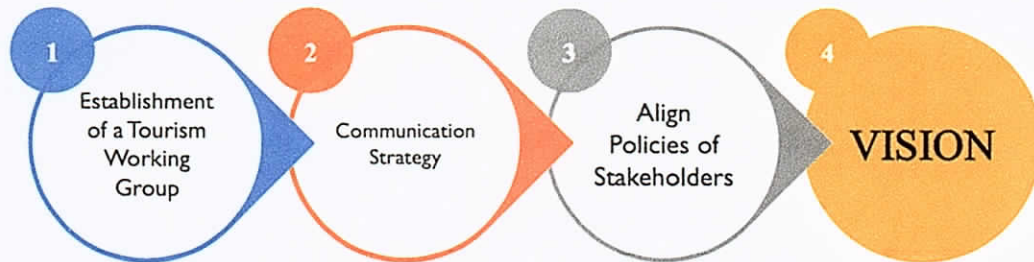 1
Establishment
of a Tourism
Working
Group
2
Communication
Strategy
3
Align
Policies of
Stakeholders
4
VISION